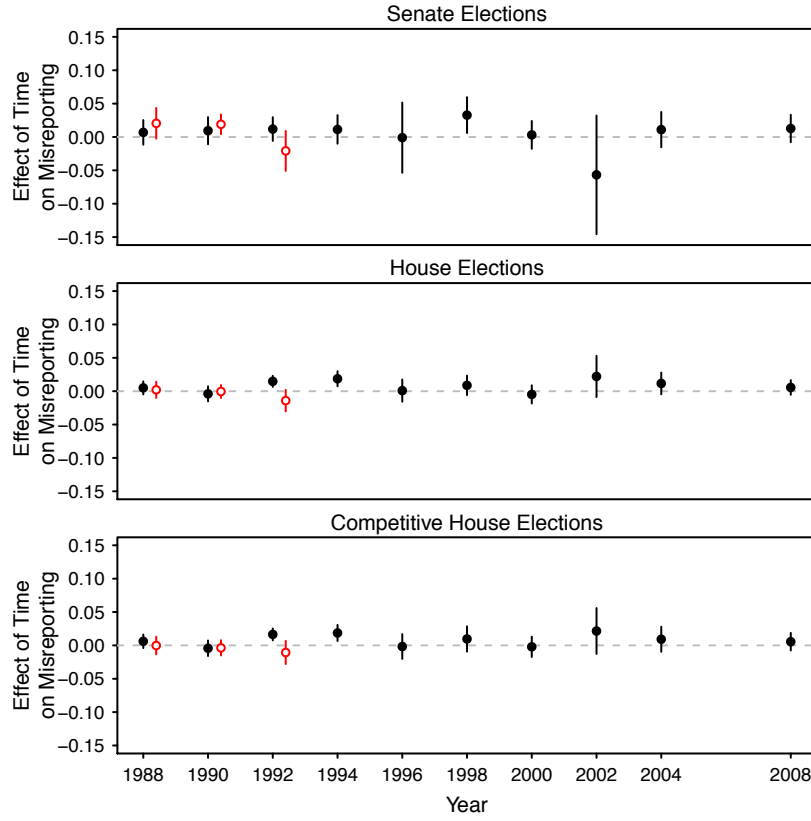 Senate Elections
Effect of Time
on Misreporting
0.15
0.10
0.05
0.00
−0.05
−0.10
−0.15
House Elections
Effect of Time
on Misreporting
0.15
0.10
0.05
0.00
−0.05
−0.10
−0.15
Competitive House Elections
Effect of Time
on Misreporting
0.15
0.10
0.05
0.00
−0.05
−0.10
−0.15
1988 1990 1992 1994 1996 1998 2000 2002 2004 2008
Year